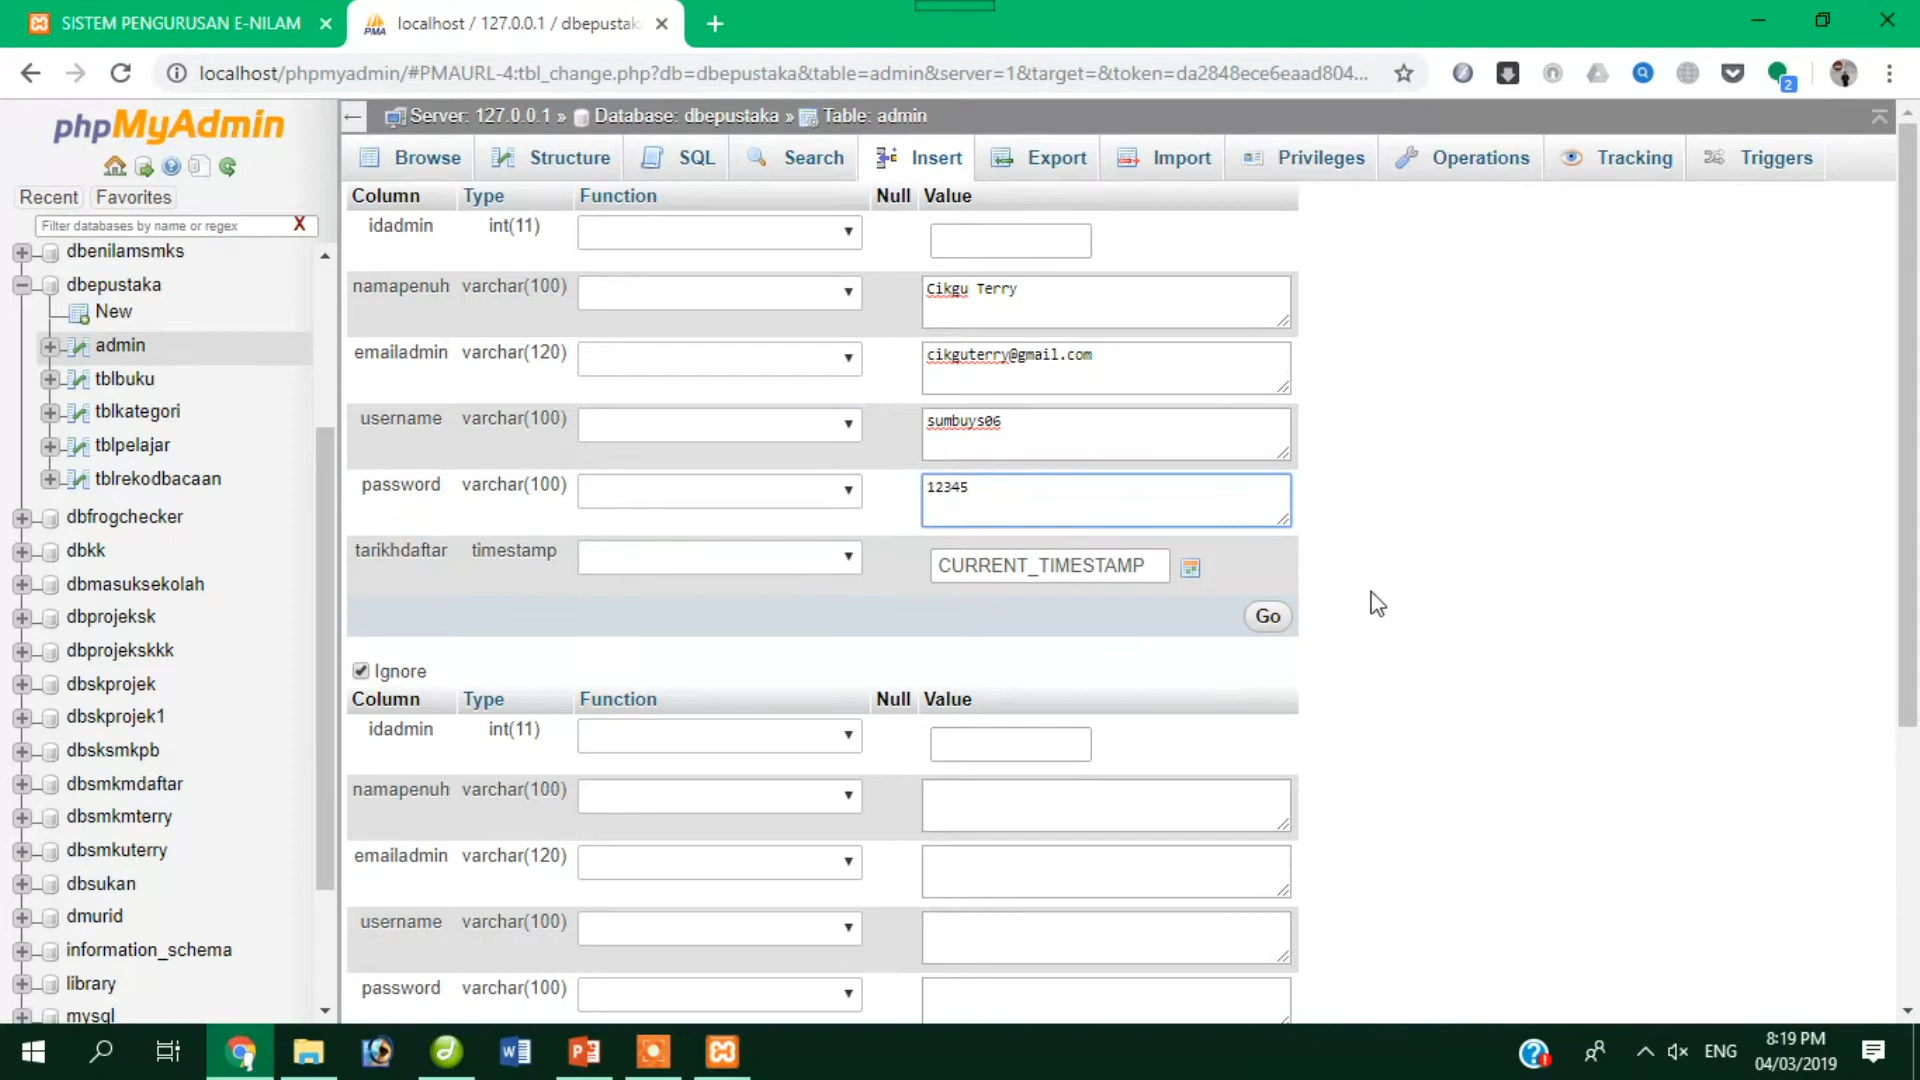 SISTEM PENGURUSAN E-NILAM
localhost / 127.0.0.1 / dbepustak
localhost/phpmyadmin/#PMAURL-4:tbl_change.php?db=dbepustaka&table=admin&server=1&target=&token=da2848ece6eaad804...
2
phpMyAdmin
Recent Favorites
Filter databases by name or regex X
dbenilamsmks
dbepustaka
New
admin
tblbuku
tblkategori
tblpelajar
tblrekodbacaan
dbfrogchecker
dbkk
dbmasuksekolah
dbprojeksk
dbprojekskkk
dbskprojek
dbskprojek1
dbsksmkpb
dbsmkmdaftar
dbsmkmterry
dbsmkuterry
dbsukan
dmurid
information_schema
library
mysql
Server: 127.0.0.1 » Database: dbepustaka » Table: admin
Browse Structure SQL Search Insert Export Import Privileges Operations Tracking Triggers
Column Type Function Null Value
idadmin int(11)
namapenuh varchar(100) Cikgu Terry
emailadmin varchar(120) cikguterry@gmail.com
username varchar(100) sumbuys06
password varchar(100) 12345
tarikhdaftar timestamp CURRENT_TIMESTAMP
Go
Ignore
Column Type Function Null Value
idadmin int(11)
namapenuh varchar(100)
emailadmin varchar(120)
username varchar(100)
password varchar(100)
ENG
8:19 PM
04/03/2019